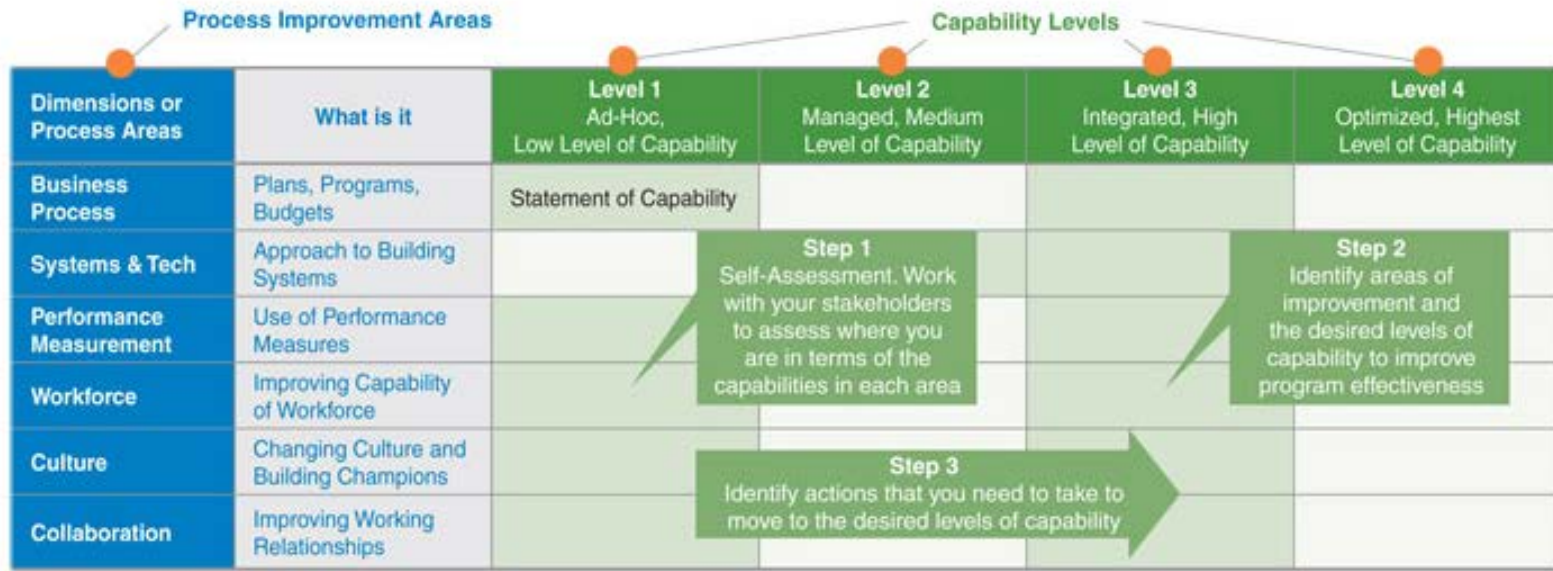 Process Improvement Areas
Capability Levels
Dimensions or
Process Areas
What is it
Level 1
Ad-Hoc,
Low Level of Capability
Level 2
Managed, Medium
Level of Capability
Level 3
Integrated, High
Level of Capability
Level 4
Optimized, Highest
Level of Capability
Business
Process
Plans, Programs,
Budgets
Statement of Capability
Systems & Tech
Approach to Building
Systems
Performance
Measurement
Use of Performance
Measures
Workforce
Improving Capability
of Workforce
Culture
Changing Culture and
Building Champions
Collaboration
Improving Working
Relationships
Step 1
Self-Assessment. Work
with your stakeholders
to assess where you
are in terms of the
capabilities in each area
Step 2
Identify areas of
improvement and
the desired levels of
capability to improve
program effectiveness
Step 3
Identify actions that you need to take to
move to the desired levels of capability